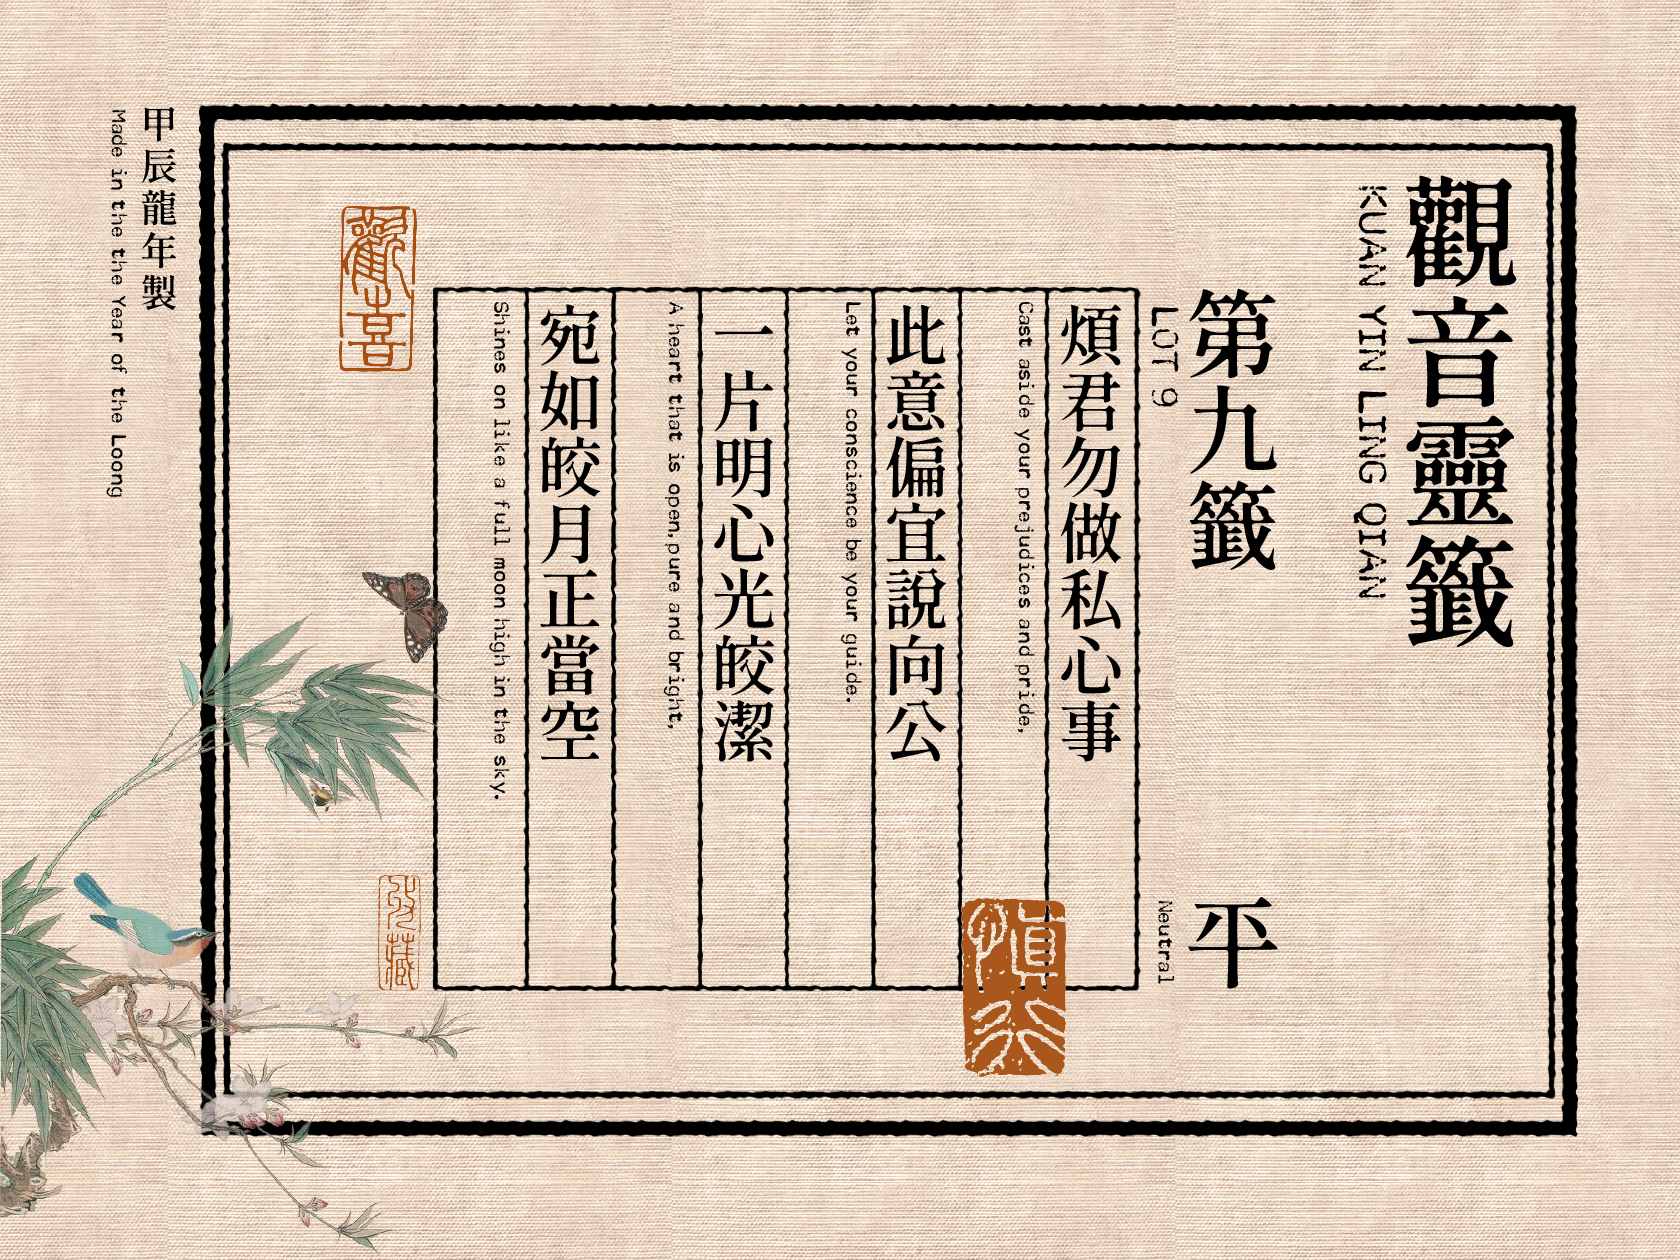 觀音靈籤
KUAN YIN LING QIAN
第九籤
LOT 9
平
Neutral
煩君勿做私心事
Cast aside your prejudices and pride,
此意偏宜說向公
Let your conscience be your guide.
一片明心光皎潔
A heart that is open, pure and bright,
宛如皎月正當空
Shines on like a full moon high in the sky.
甲辰龍年製
Made in the the Year of the Loong